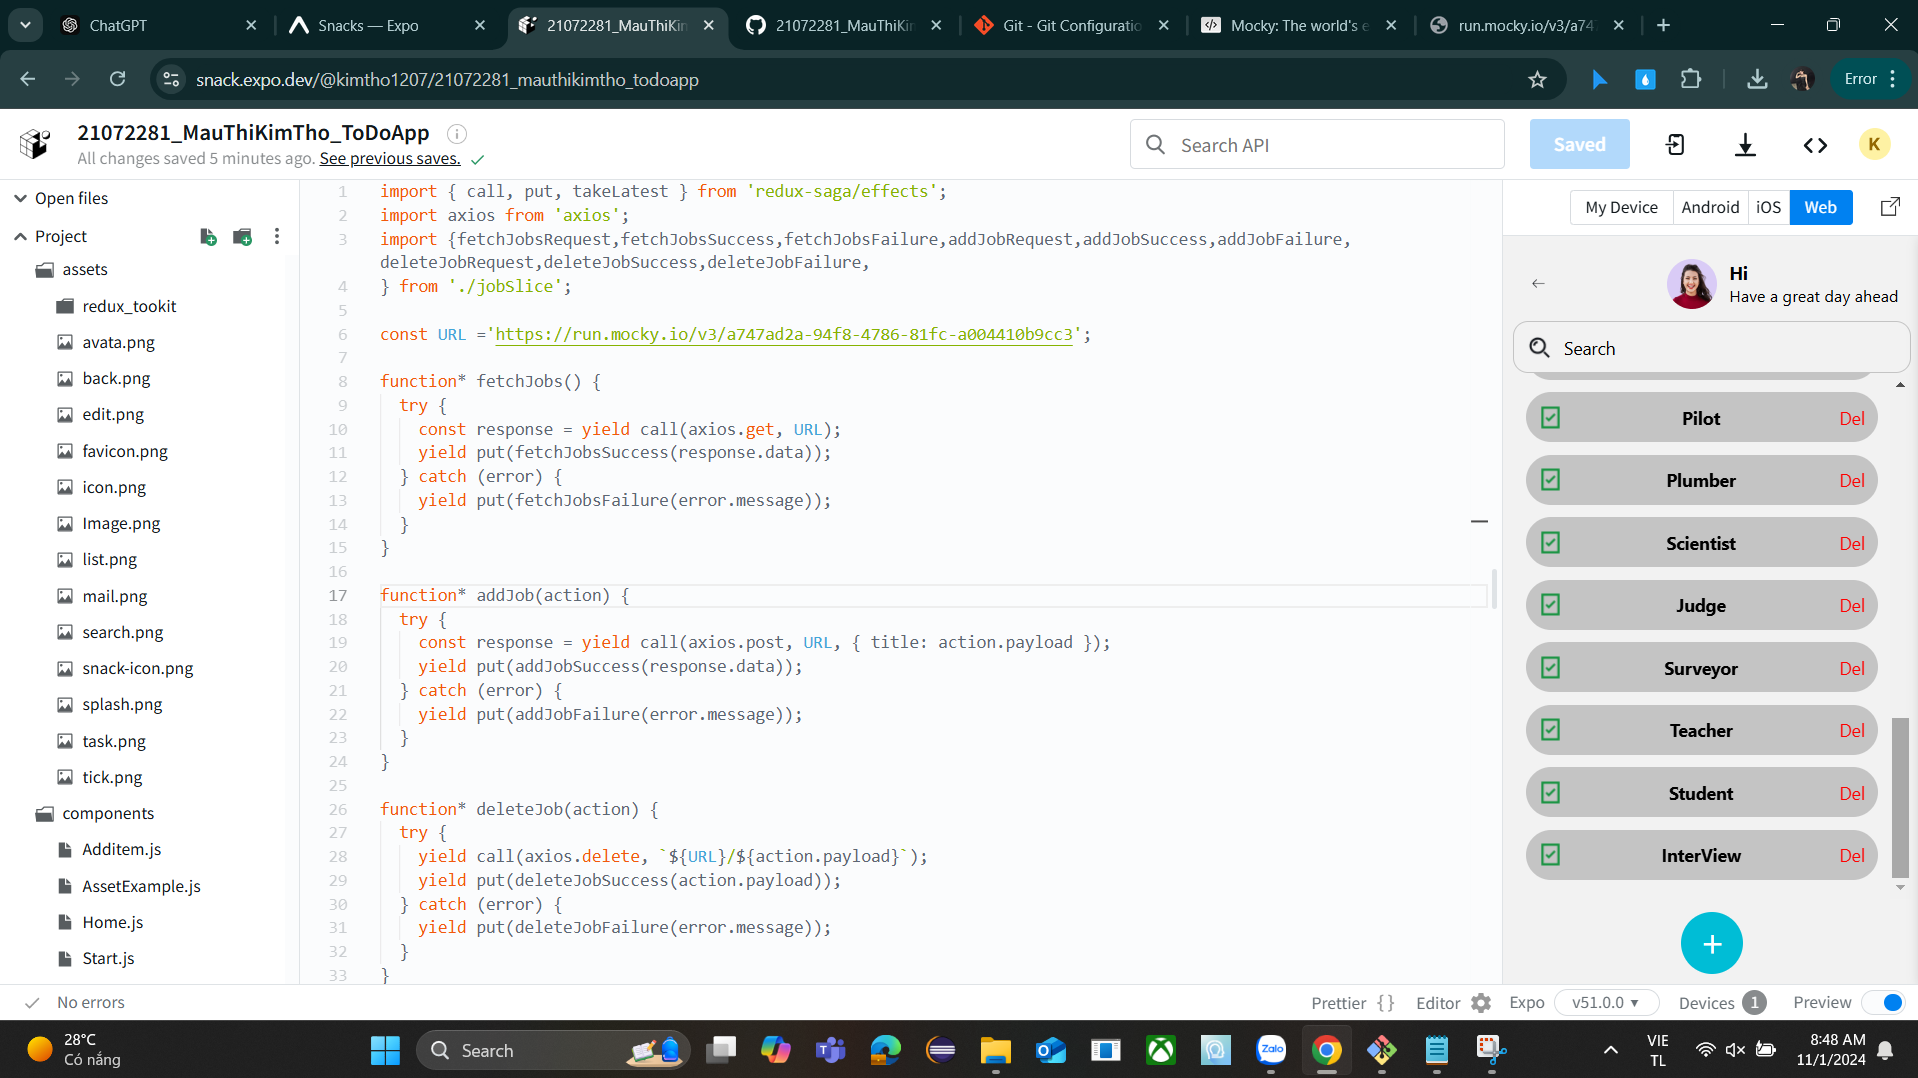 ChatGPT
Snacks — Expo
21072281_MauThiKin
21072281_MauThiKin
Git - Git Configuratio
Mocky: The world's e
run.mocky.io/v3/a747
snack.expo.dev/@kimtho1207/21072281_mauthikimtho_todoapp
Error
21072281_MauThiKimTho_ToDoApp
All changes saved 5 minutes ago. See previous saves.
Search API
Saved
K
Open files
Project
assets
redux_tookit
avata.png
back.png
edit.png
favicon.png
icon.png
Image.png
list.png
mail.png
search.png
snack-icon.png
splash.png
task.png
tick.png
components
Additem.js
AssetExample.js
Home.js
Start.js
1 import { call, put, takeLatest } from 'redux-saga/effects';
2 import axios from 'axios';
3 import {fetchJobsRequest,fetchJobsSuccess,fetchJobsFailure,addJobRequest,addJobSuccess,addJobFailure,
deleteJobRequest,deleteJobSuccess,deleteJobFailure,
4 } from './jobSlice';
5
6 const URL ='https://run.mocky.io/v3/a747ad2a-94f8-4786-81fc-a004410b9cc3';
7
8 function* fetchJobs() {
9 try {
10 const response = yield call(axios.get, URL);
11 yield put(fetchJobsSuccess(response.data));
12 } catch (error) {
13 yield put(fetchJobsFailure(error.message));
14 }
15 }
16
17 function* addJob(action) {
18 try {
19 const response = yield call(axios.post, URL, { title: action.payload });
20 yield put(addJobSuccess(response.data));
21 } catch (error) {
22 yield put(addJobFailure(error.message));
23 }
24 }
25
26 function* deleteJob(action) {
27 try {
28 yield call(axios.delete, `${URL}/${action.payload}`);
29 yield put(deleteJobSuccess(action.payload));
30 } catch (error) {
31 yield put(deleteJobFailure(error.message));
32 }
33 }
My Device
Android
iOS
Web
Hi
Have a great day ahead
Search
Pilot Del
Plumber Del
Scientist Del
Judge Del
Surveyor Del
Teacher Del
Student Del
InterView Del
+
No errors
Prettier { }
Editor
Expo
v51.0.0
Devices 1
Preview
28°C
Có nắng
Search
Zalo
VIE
TL
8:48 AM
11/1/2024